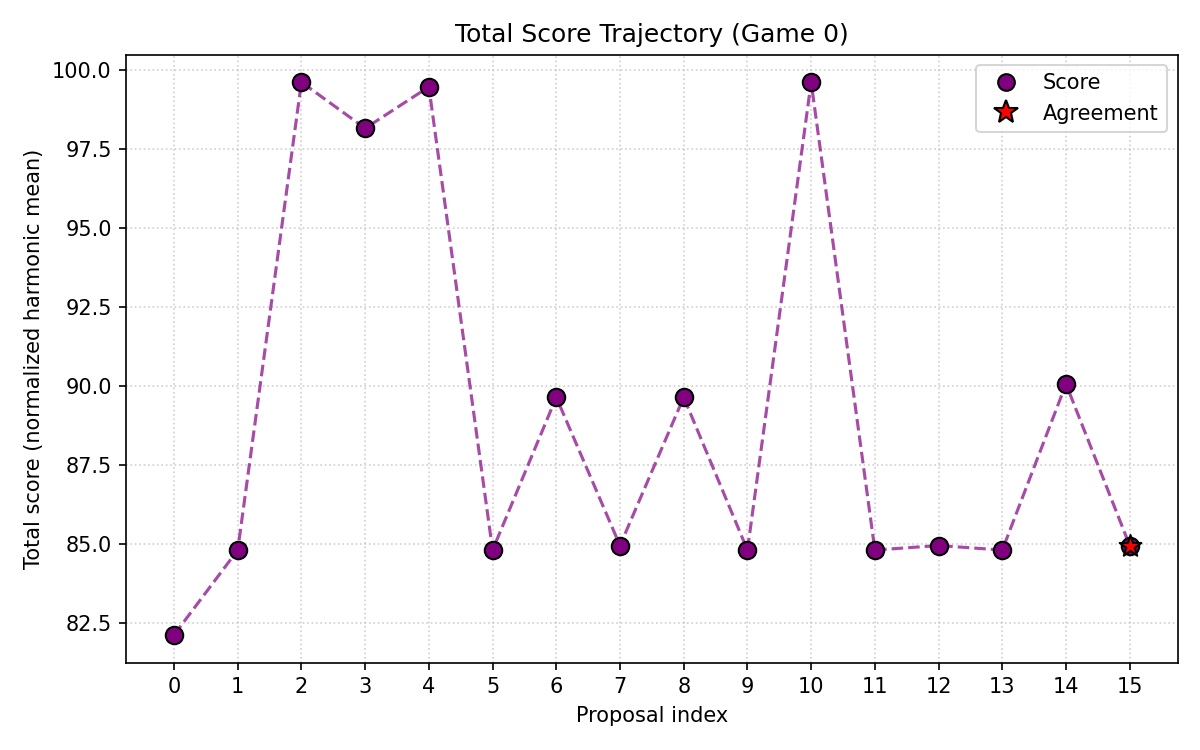 Total Score Trajectory (Game 0)
Total score (normalized harmonic mean)
100.0
97.5
95.0
92.5
90.0
87.5
85.0
82.5
Score
Agreement
0 1 2 3 4 5 6 7 8 9 10 11 12 13 14 15
Proposal index